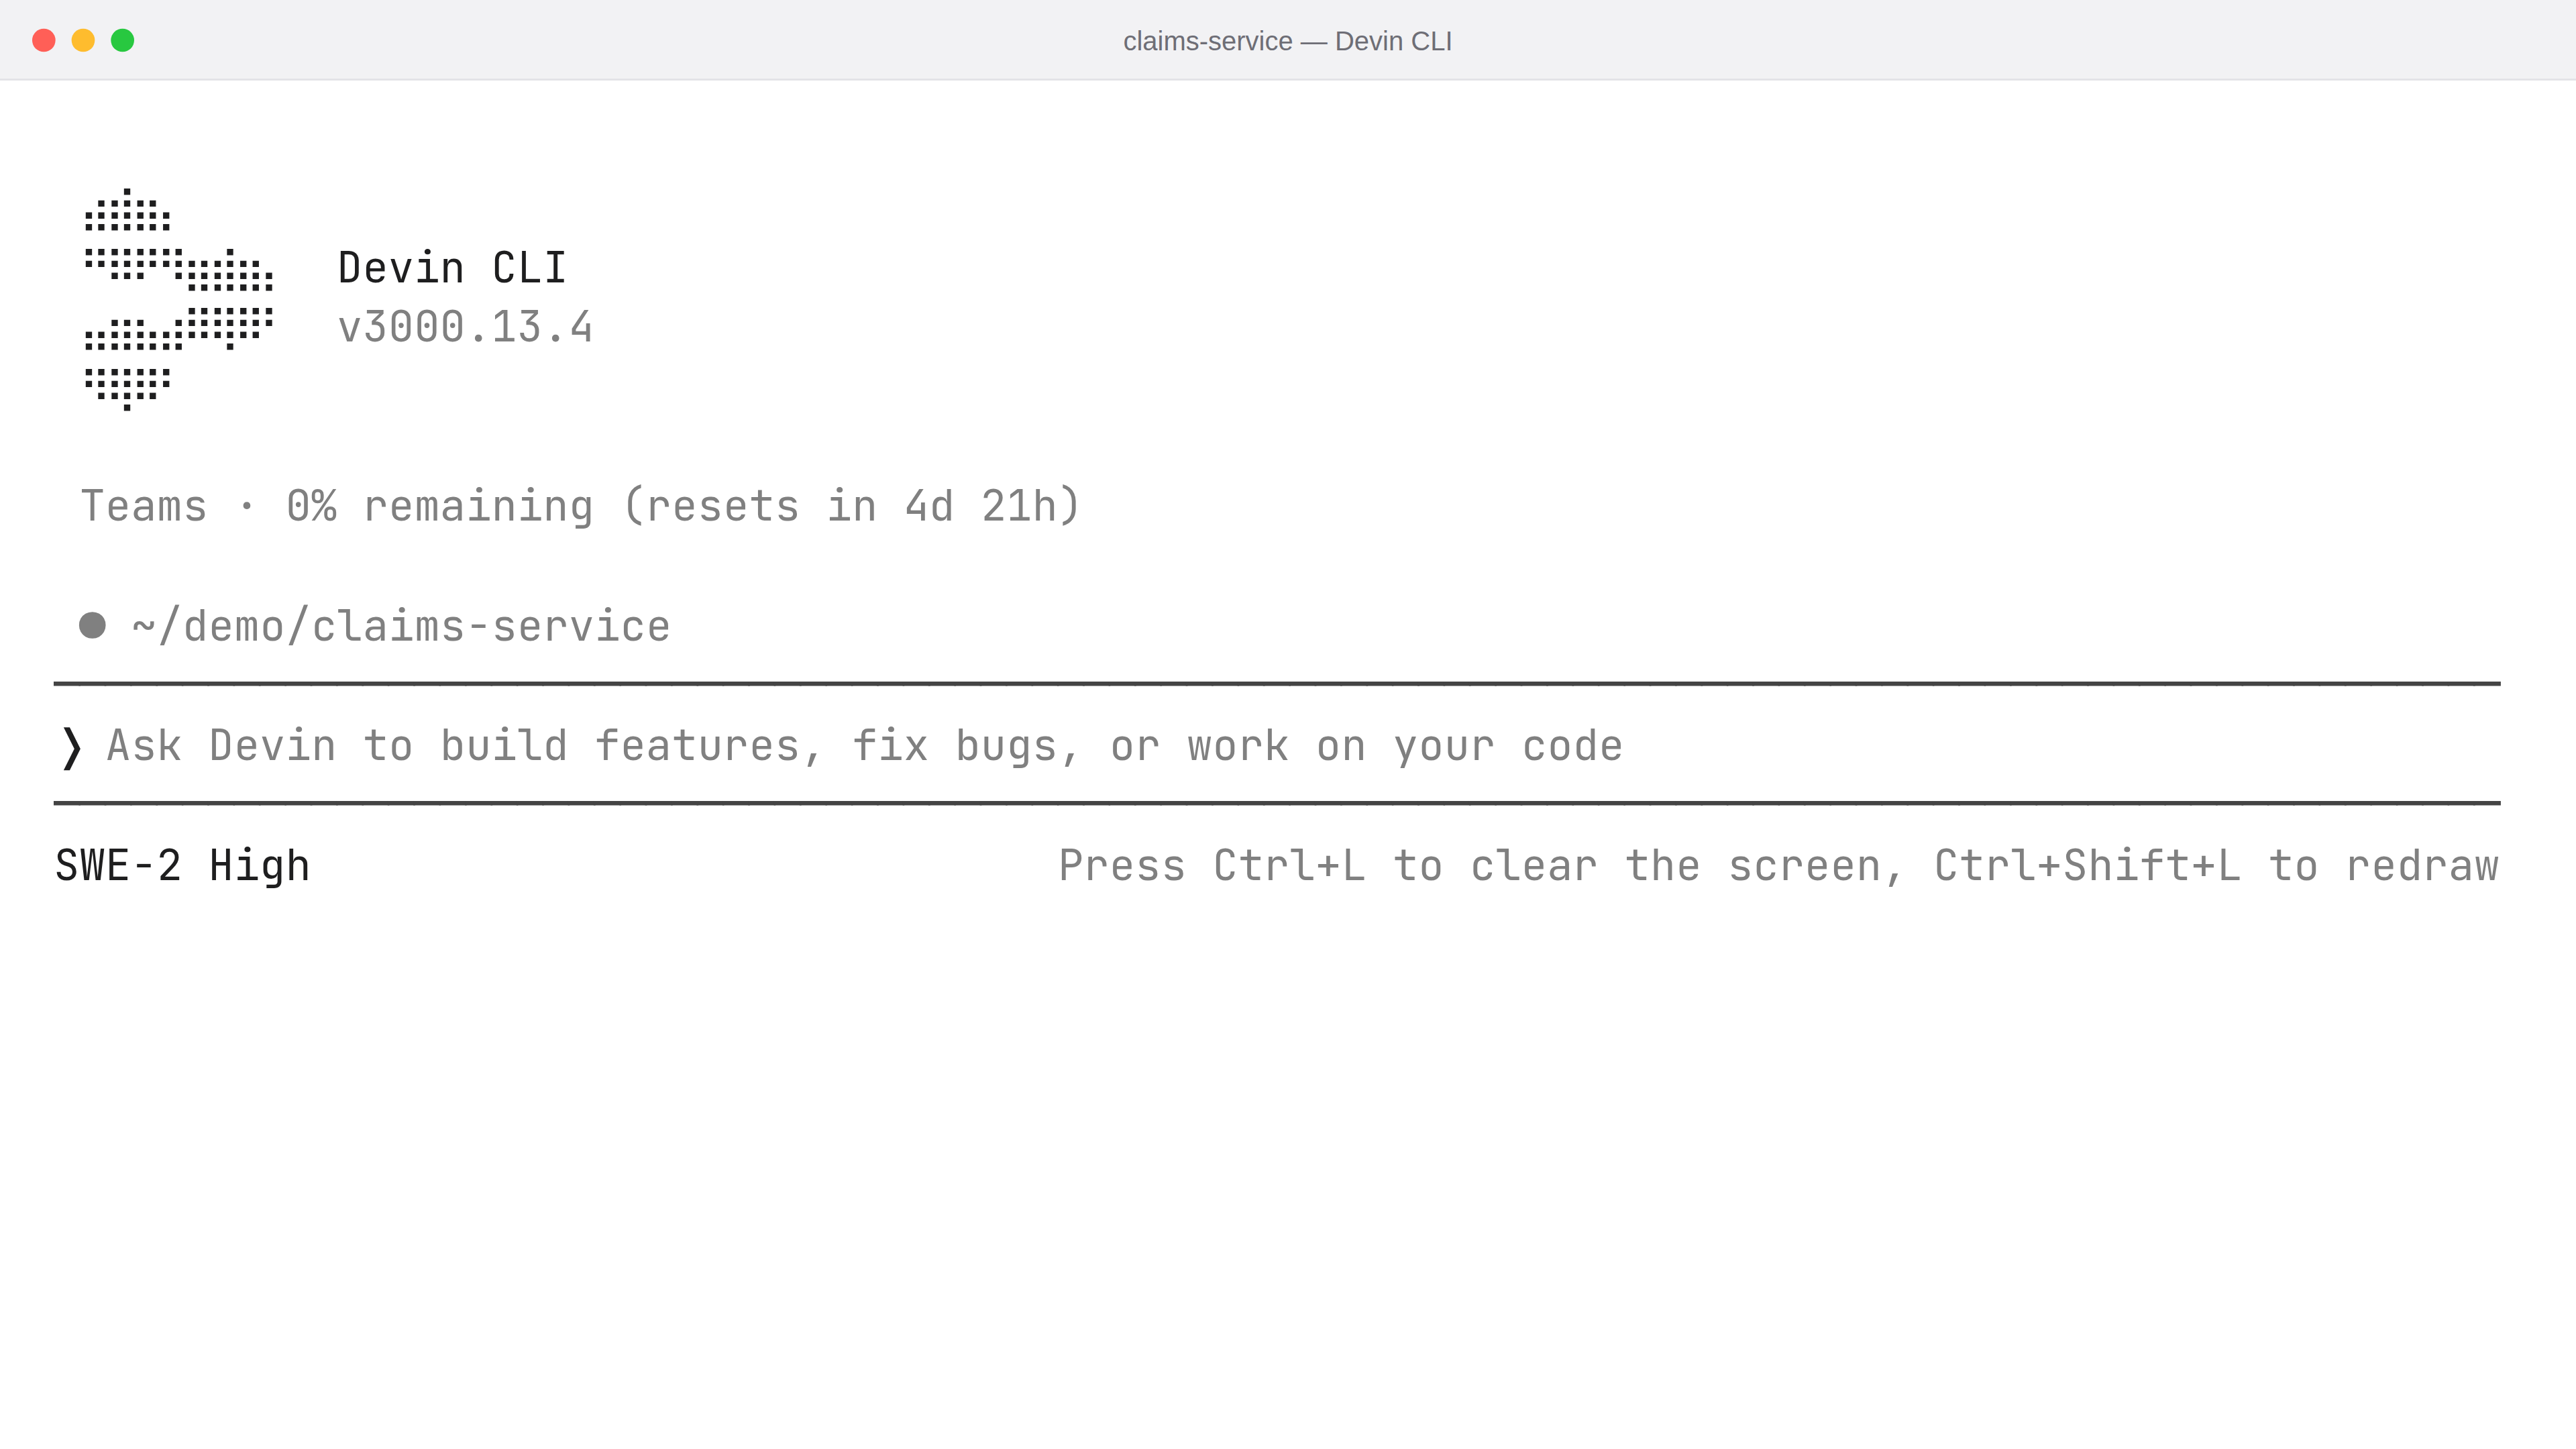 claims-service — Devin CLI
Devin CLI
v3000.13.4
Teams · 0% remaining (resets in 4d 21h)
● ~/demo/claims-service
❯ Ask Devin to build features, fix bugs, or work on your code
SWE-2 High Press Ctrl+L to clear the screen, Ctrl+Shift+L to redraw